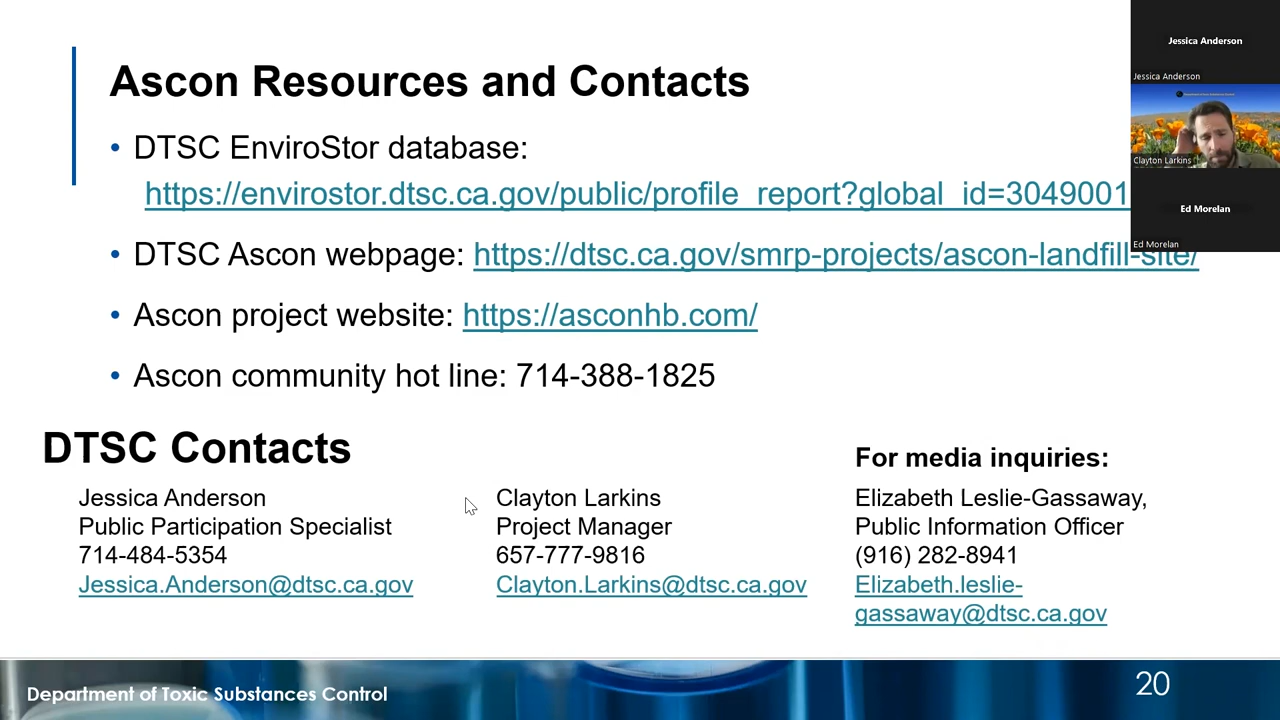 Ascon Resources and Contacts
• DTSC EnviroStor database:
https://envirostor.dtsc.ca.gov/public/profile_report?global_id=3049001
• DTSC Ascon webpage: https://dtsc.ca.gov/smrp-projects/ascon-landfill-site/
• Ascon project website: https://asconhb.com/
• Ascon community hot line: 714-388-1825
DTSC Contacts
Jessica Anderson
Public Participation Specialist
714-484-5354
Jessica.Anderson@dtsc.ca.gov
Clayton Larkins
Project Manager
657-777-9816
Clayton.Larkins@dtsc.ca.gov
For media inquiries:
Elizabeth Leslie-Gassaway,
Public Information Officer
(916) 282-8941
Elizabeth.leslie-
gassaway@dtsc.ca.gov
Department of Toxic Substances Control
20
Jessica Anderson
Jessica Anderson
Clayton Larkins
Ed Morelan
Ed Morelan